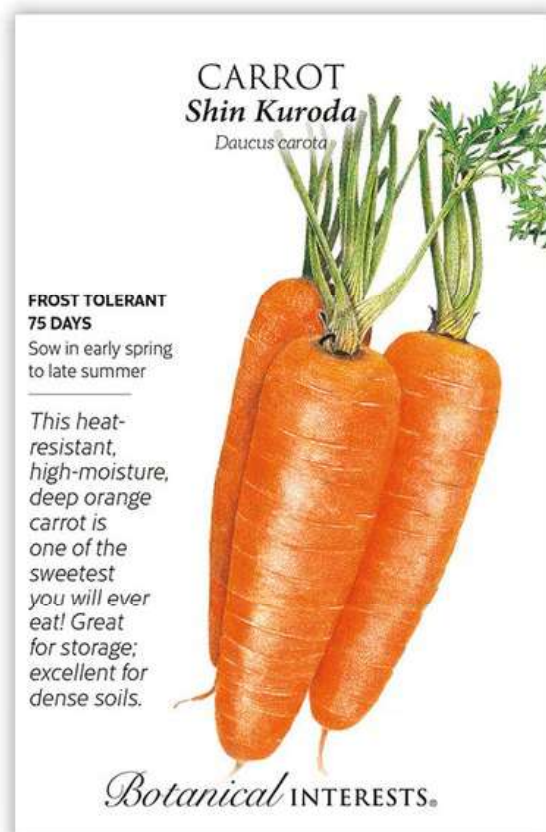 CARROT
Shin Kuroda
Daucus carota
FROST TOLERANT
75 DAYS
Sow in early spring
to late summer
This heat-
resistant,
high-moisture,
deep orange
carrot is
one of the
sweetest
you will ever
eat! Great
for storage;
excellent for
dense soils.
Botanical INTERESTS®